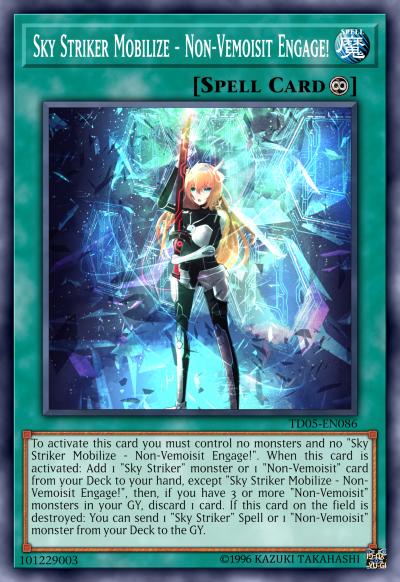 Sky Striker Mobilize - Non-Vemoisit Engage!
SPELL
魔
[Spell Card]
TD05-EN086
To activate this card you must control no monsters and no "Sky
Striker Mobilize - Non-Vemoisit Engage!". When this card is
activated: Add 1 "Sky Striker" monster or 1 "Non-Vemoisit" card
from your Deck to your hand, except "Sky Striker Mobilize - Non-
Vemoisit Engage!", then, if you have 3 or more "Non-Vemoisit"
monsters in your GY, discard 1 card. If this card on the field is
destroyed: You can send 1 "Sky Striker" Spell or 1 "Non-Vemoisit"
monster from your Deck to the GY.
101229003
©1996 KAZUKI TAKAHASHI